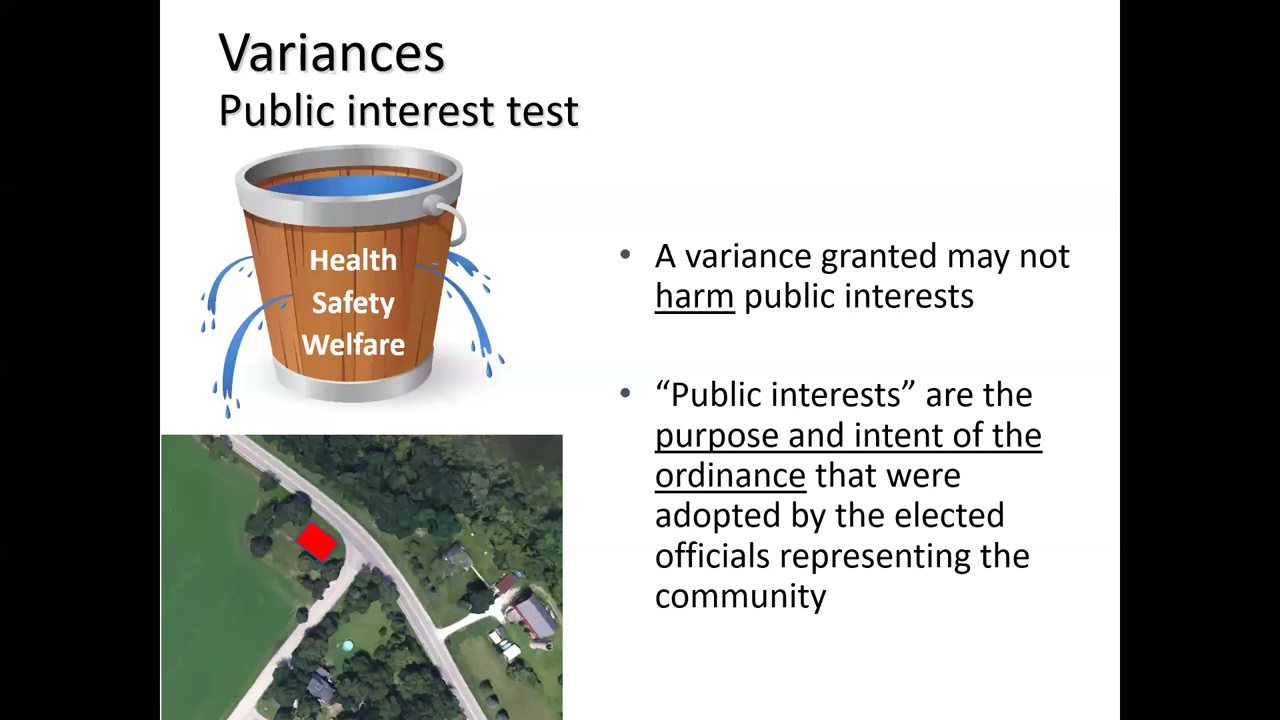 Variances
Public interest test
Health
Safety
Welfare
• A variance granted may not
harm public interests
• “Public interests” are the
purpose and intent of the
ordinance that were
adopted by the elected
officials representing the
community